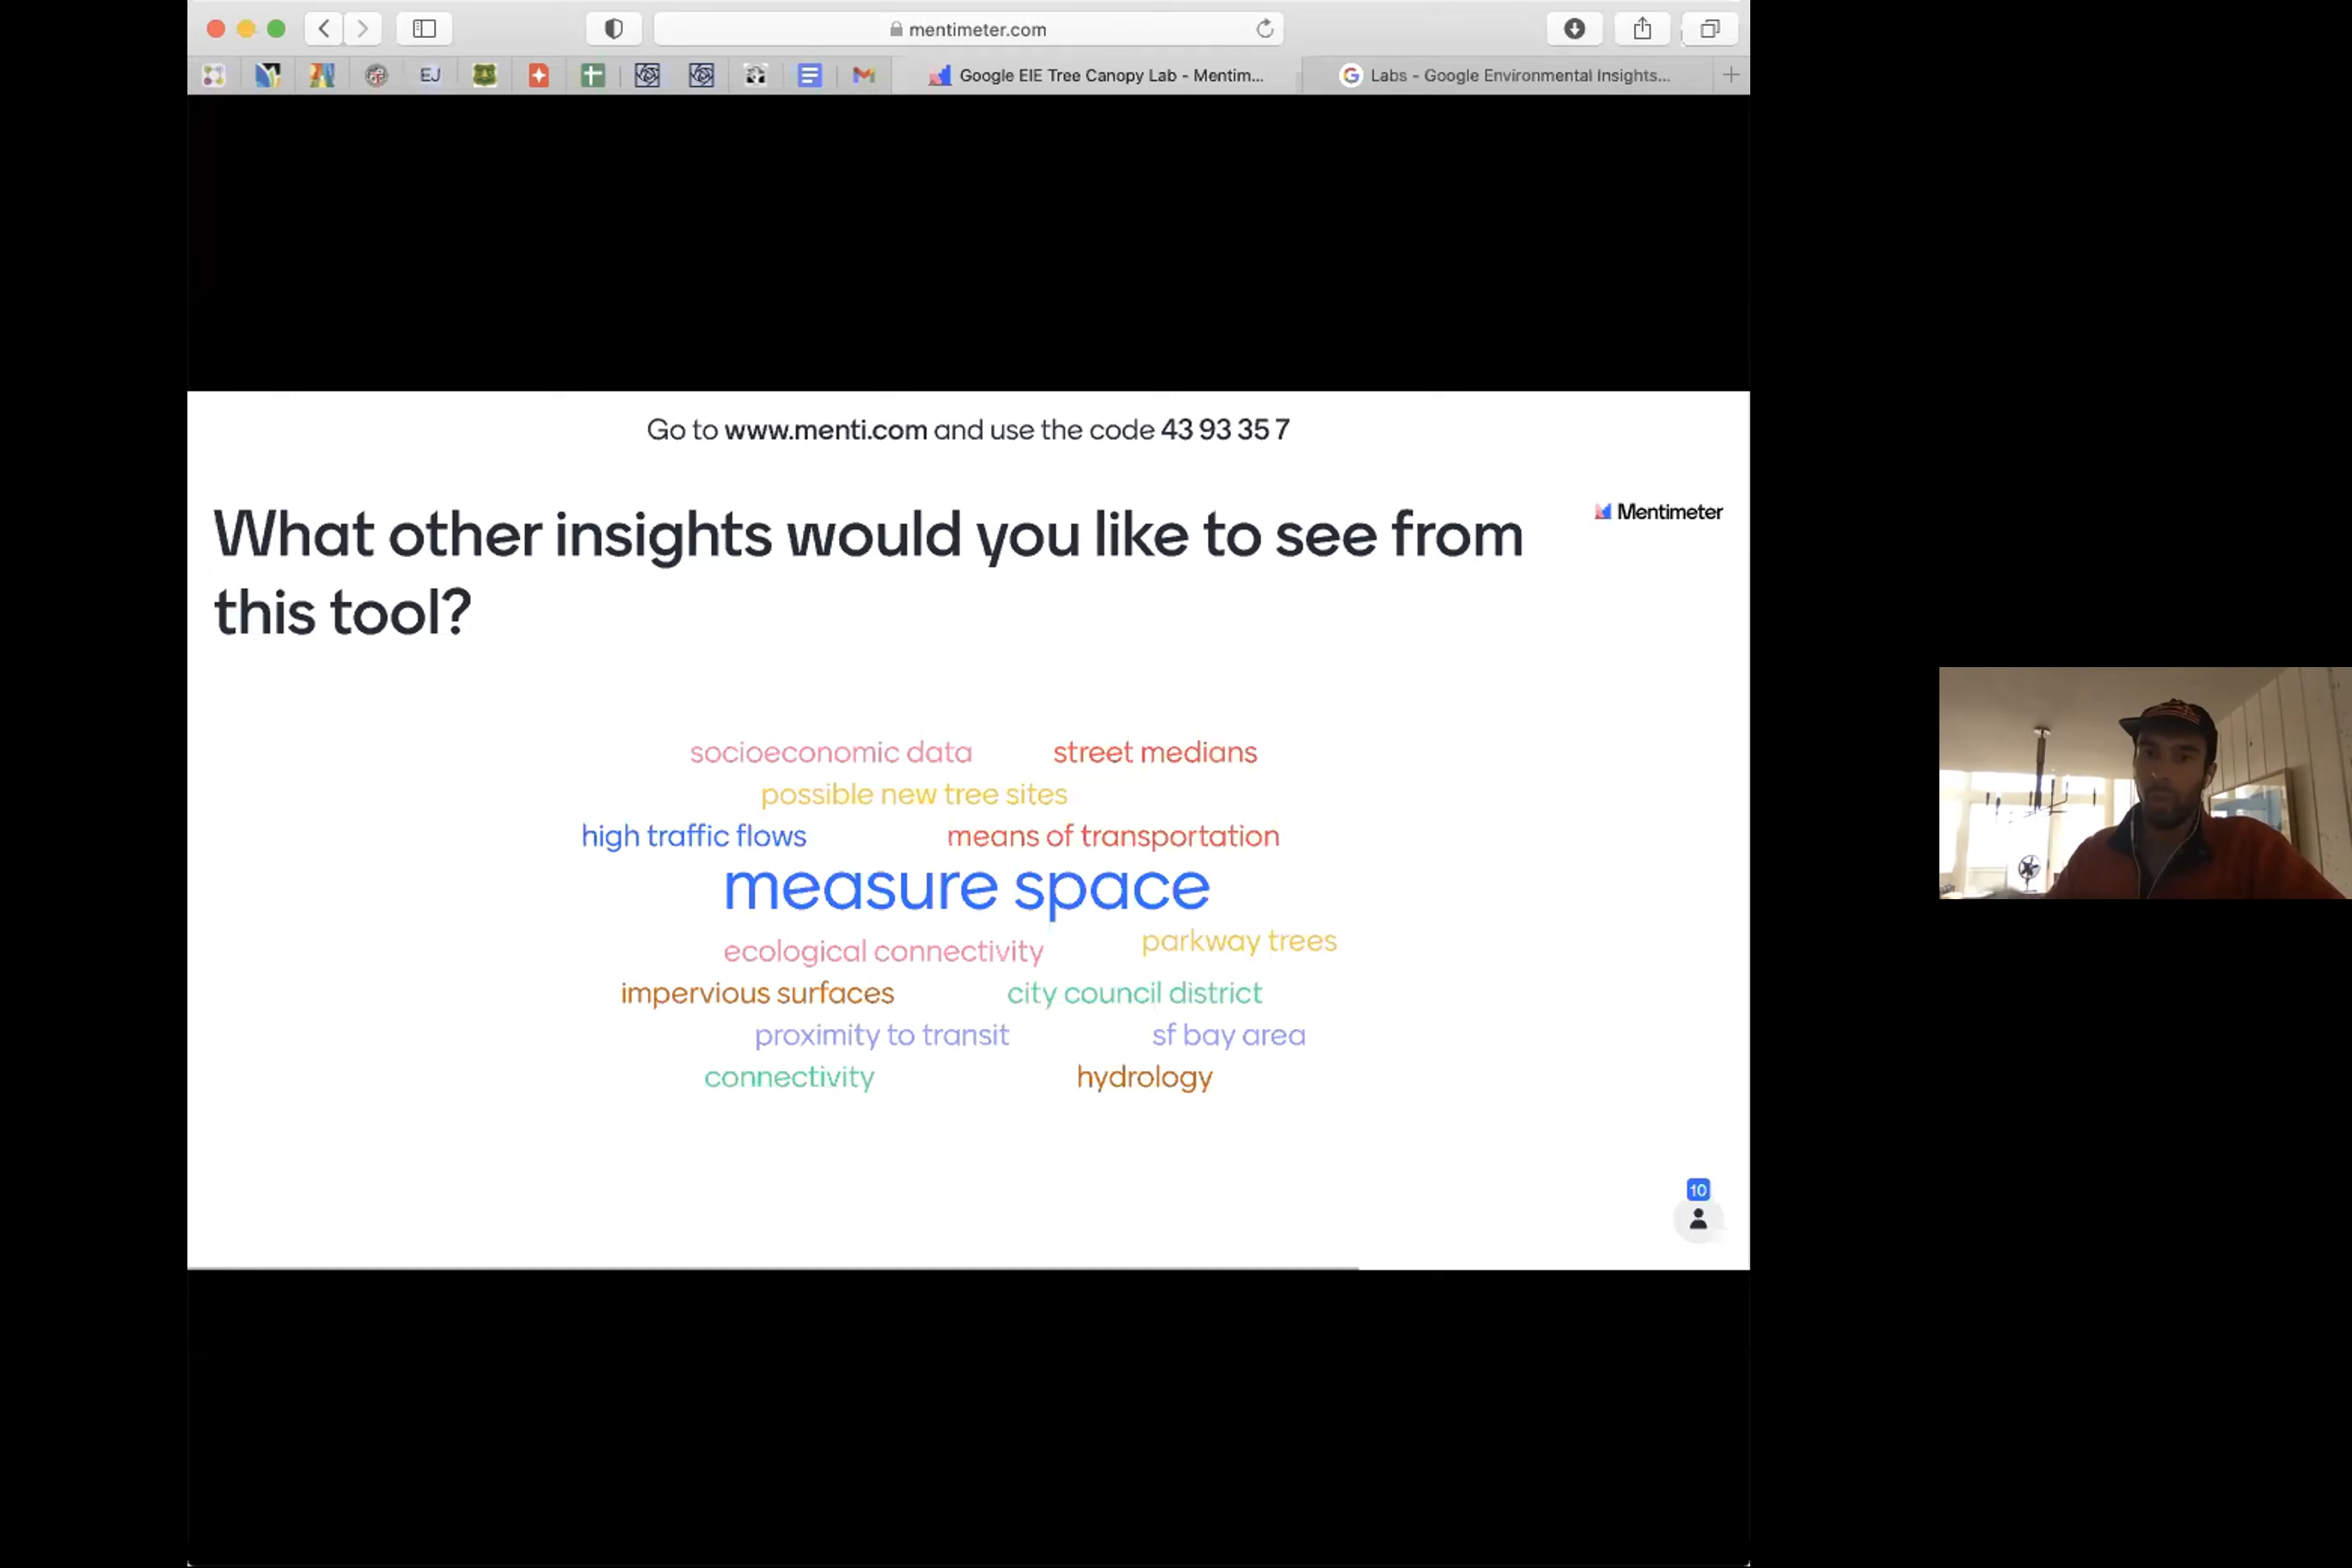 mentimeter.com
EJ
Google EIE Tree Canopy Lab - Mentim...
Labs - Google Environmental Insights...
Go to www.menti.com and use the code 43 93 35 7
What other insights would you like to see from
this tool?
Mentimeter
socioeconomic data
street medians
possible new tree sites
high traffic flows
means of transportation
measure space
ecological connectivity
parkway trees
impervious surfaces
city council district
proximity to transit
sf bay area
connectivity
hydrology
10